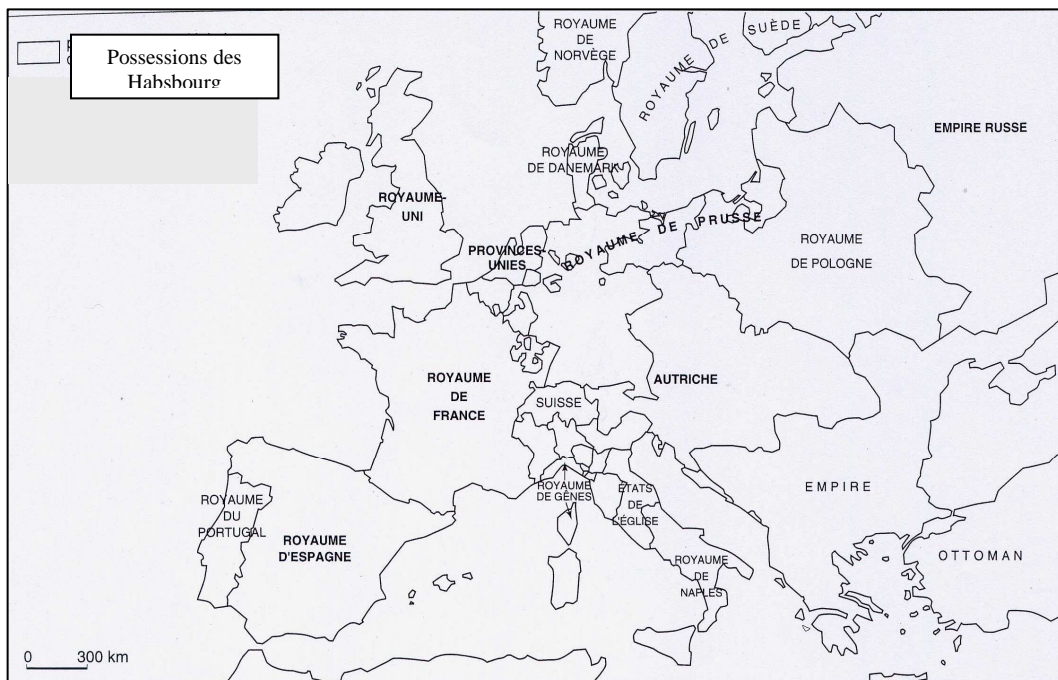 Possessions des
Habsbourg
ROYAUME
DE
NORVÈGE
ROYAUME DE SUÈDE
EMPIRE RUSSE
ROYAUME
DE DANEMARK
ROYAUME-
UNI
PROVINCES-
UNIES
ROYAUME DE PRUSSE
ROYAUME
DE POLOGNE
ROYAUME
DE
FRANCE
AUTRICHE
SUISSE
ROYAUME
DE GÊNES
ÉTATS
DE
L'ÉGLISE
EMPIRE
OTTOMAN
ROYAUME
DU
PORTUGAL
ROYAUME
D'ESPAGNE
ROYAUME
DE
NAPLES
0 300 km